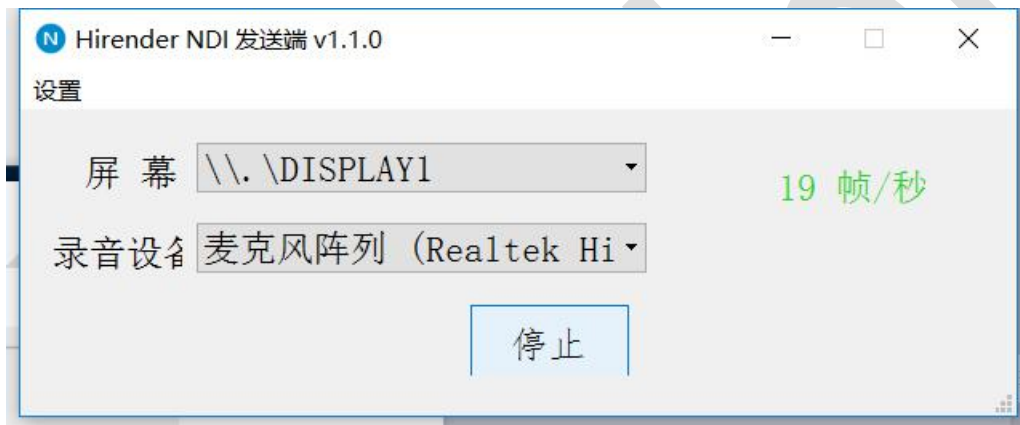 N Hirender NDI 发送端 v1.1.0
设置
屏 幕 \\.\DISPLAY1
19 帧/秒
录音设备 麦克风阵列 (Realtek Hi
停止